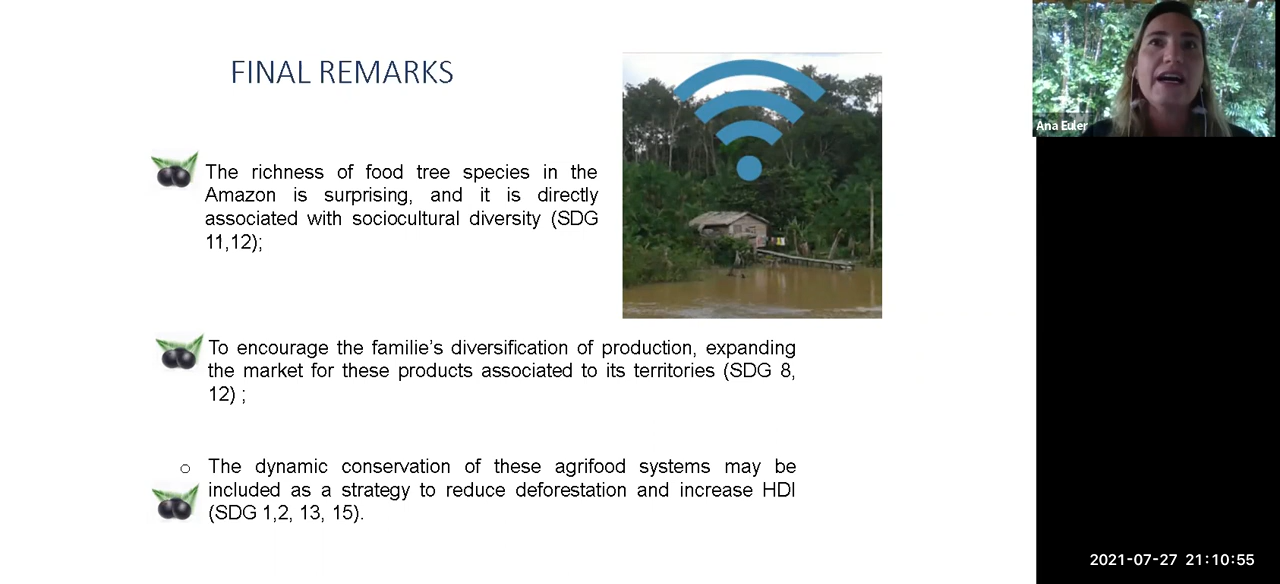 FINAL REMARKS
The richness of food tree species in the
Amazon is surprising, and it is directly
associated with sociocultural diversity (SDG
11,12);
To encourage the familie's diversification of production, expanding
the market for these products associated to its territories (SDG 8,
12) ;
The dynamic conservation of these agrifood systems may be
included as a strategy to reduce deforestation and increase HDI
(SDG 1,2, 13, 15).
Ana Euler
2021-07-27 21:10:55